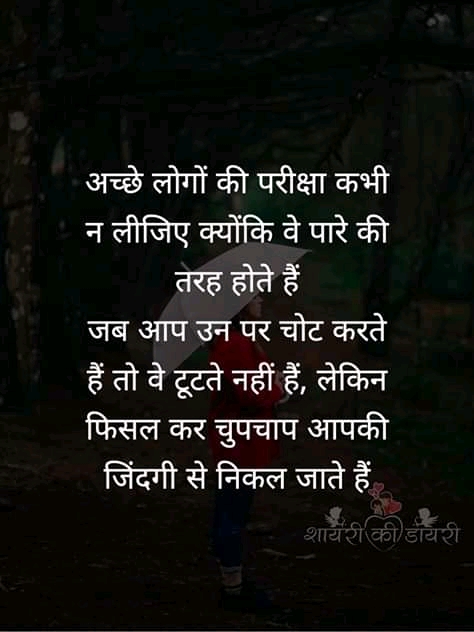 अच्छे लोगों की परीक्षा कभी
न लीजिए क्योंकि वे पारे की
तरह होते हैं
जब आप उन पर चोट करते
हैं तो वे टूटते नहीं हैं, लेकिन
फिसल कर चुपचाप आपकी
जिंदगी से निकल जाते हैं
शायरी की डायरी